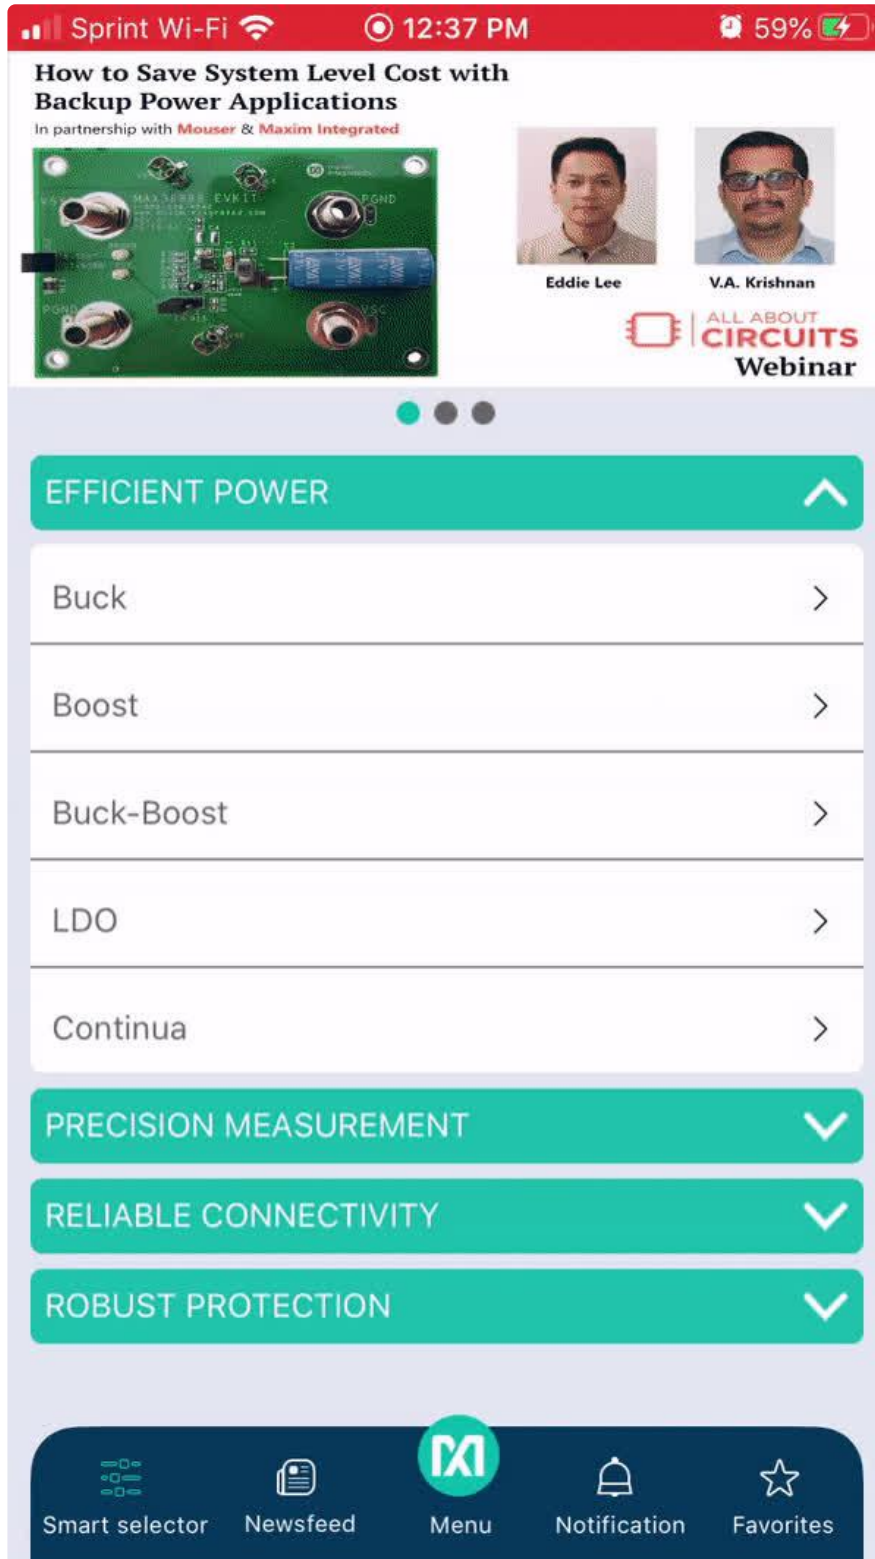 Sprint Wi-Fi 12:37 PM 59%
How to Save System Level Cost with
Backup Power Applications
In partnership with Mouser & Maxim Integrated
PGND
PGND
VSC
Eddie Lee
V.A. Krishnan
ALL ABOUT
CIRCUITS
Webinar
EFFICIENT POWER
Buck
Boost
Buck-Boost
LDO
Continua
PRECISION MEASUREMENT
RELIABLE CONNECTIVITY
ROBUST PROTECTION
Smart selector
Newsfeed
Menu
Notification
Favorites